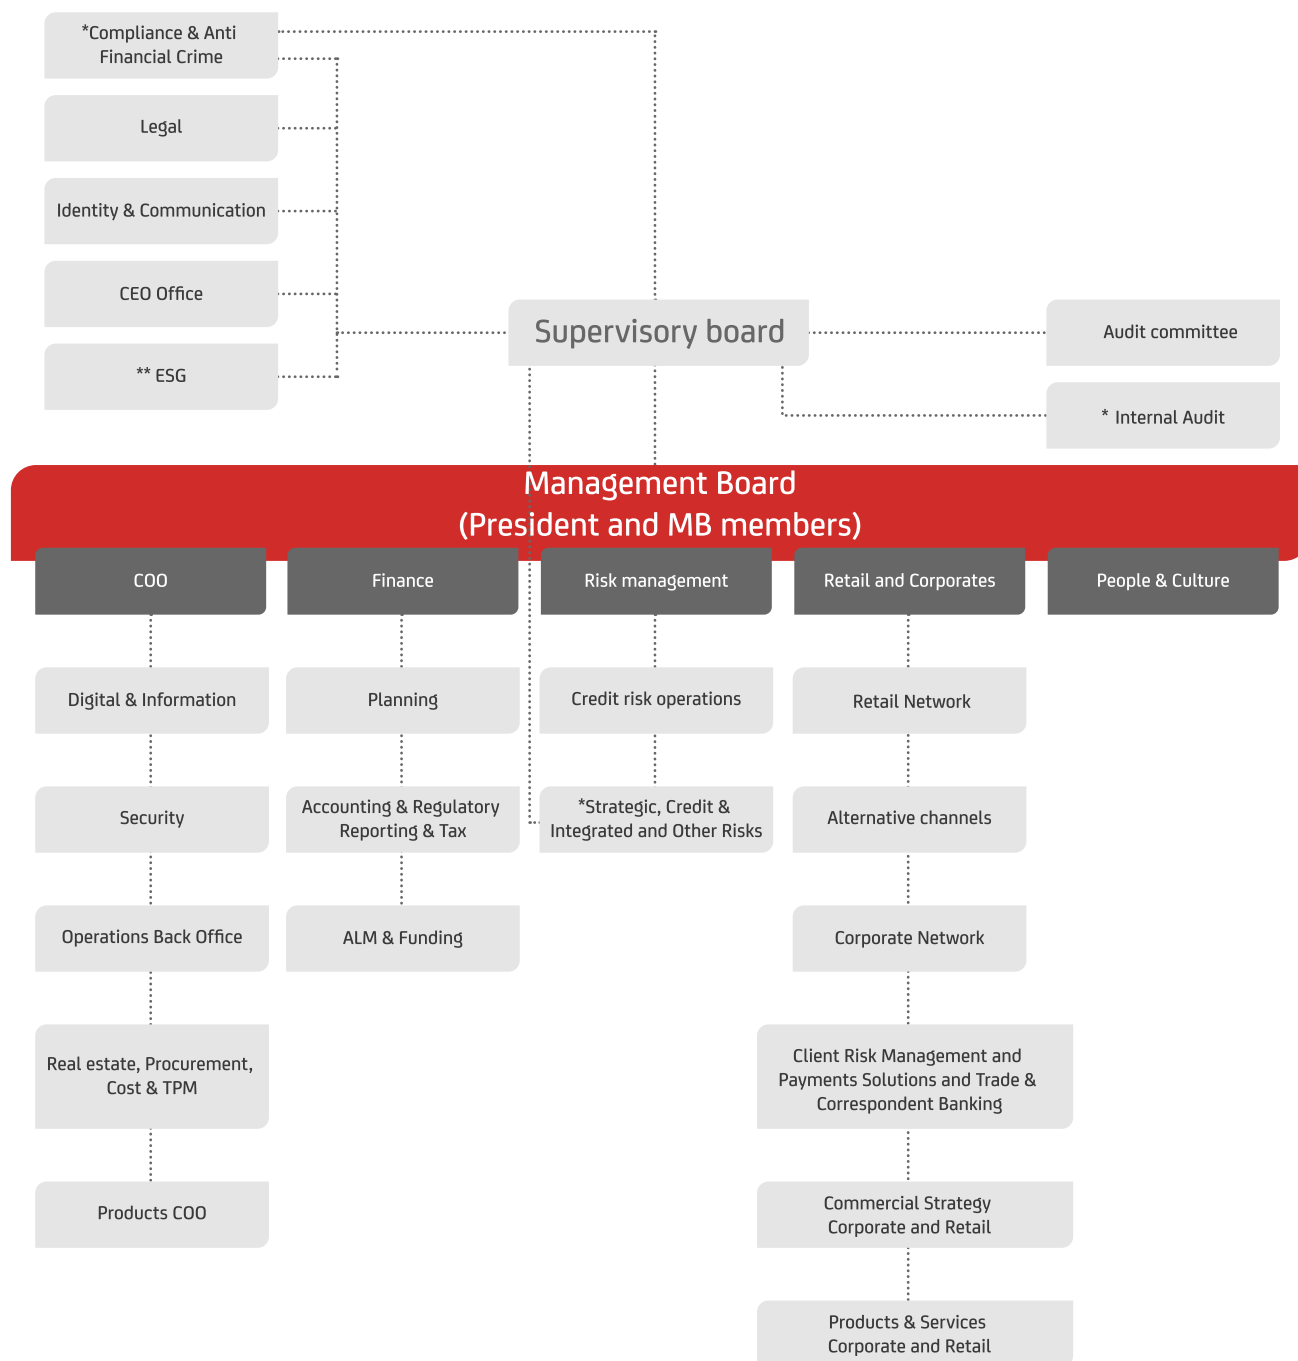 *Compliance & Anti
Financial Crime
Legal
Identity & Communication
CEO Office
** ESG
Supervisory board
Audit committee
* Internal Audit
Management Board
(President and MB members)
COO
Finance
Risk management
Retail and Corporates
People & Culture
Digital & Information
Planning
Credit risk operations
Retail Network
Security
Accounting & Regulatory
Reporting & Tax
*Strategic, Credit &
Integrated and Other Risks
Alternative channels
Operations Back Office
ALM & Funding
Corporate Network
Real estate, Procurement,
Cost & TPM
Client Risk Management and
Payments Solutions and Trade &
Correspondent Banking
Products COO
Commercial Strategy
Corporate and Retail
Products & Services
Corporate and Retail